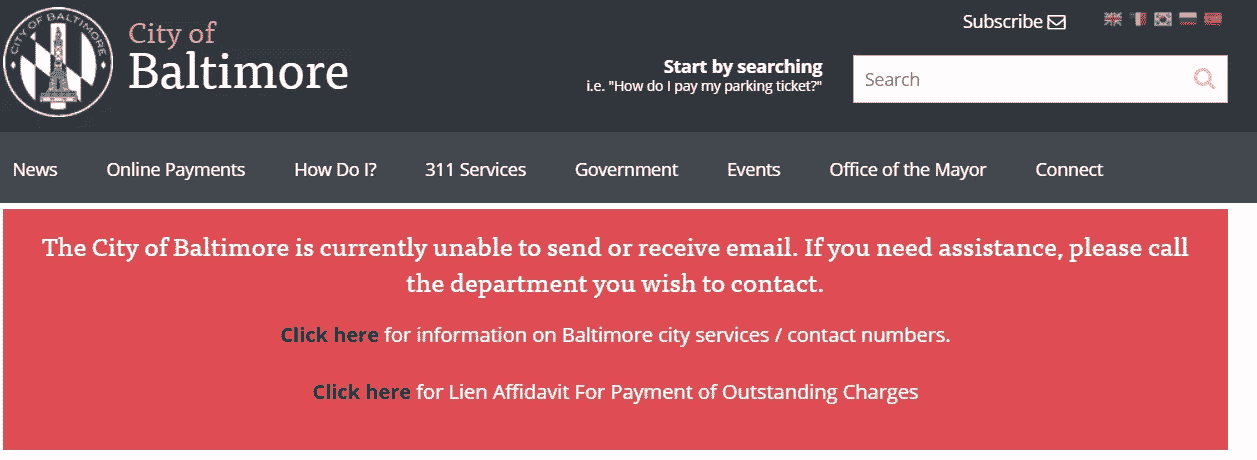 CITY OF BALTIMORE
City of
Baltimore
Subscribe
Start by searching
i.e. "How do I pay my parking ticket?"
Search
News Online Payments How Do I? 311 Services Government Events Office of the Mayor Connect
The City of Baltimore is currently unable to send or receive email. If you need assistance, please call
the department you wish to contact.
Click here for information on Baltimore city services / contact numbers.
Click here for Lien Affidavit For Payment of Outstanding Charges